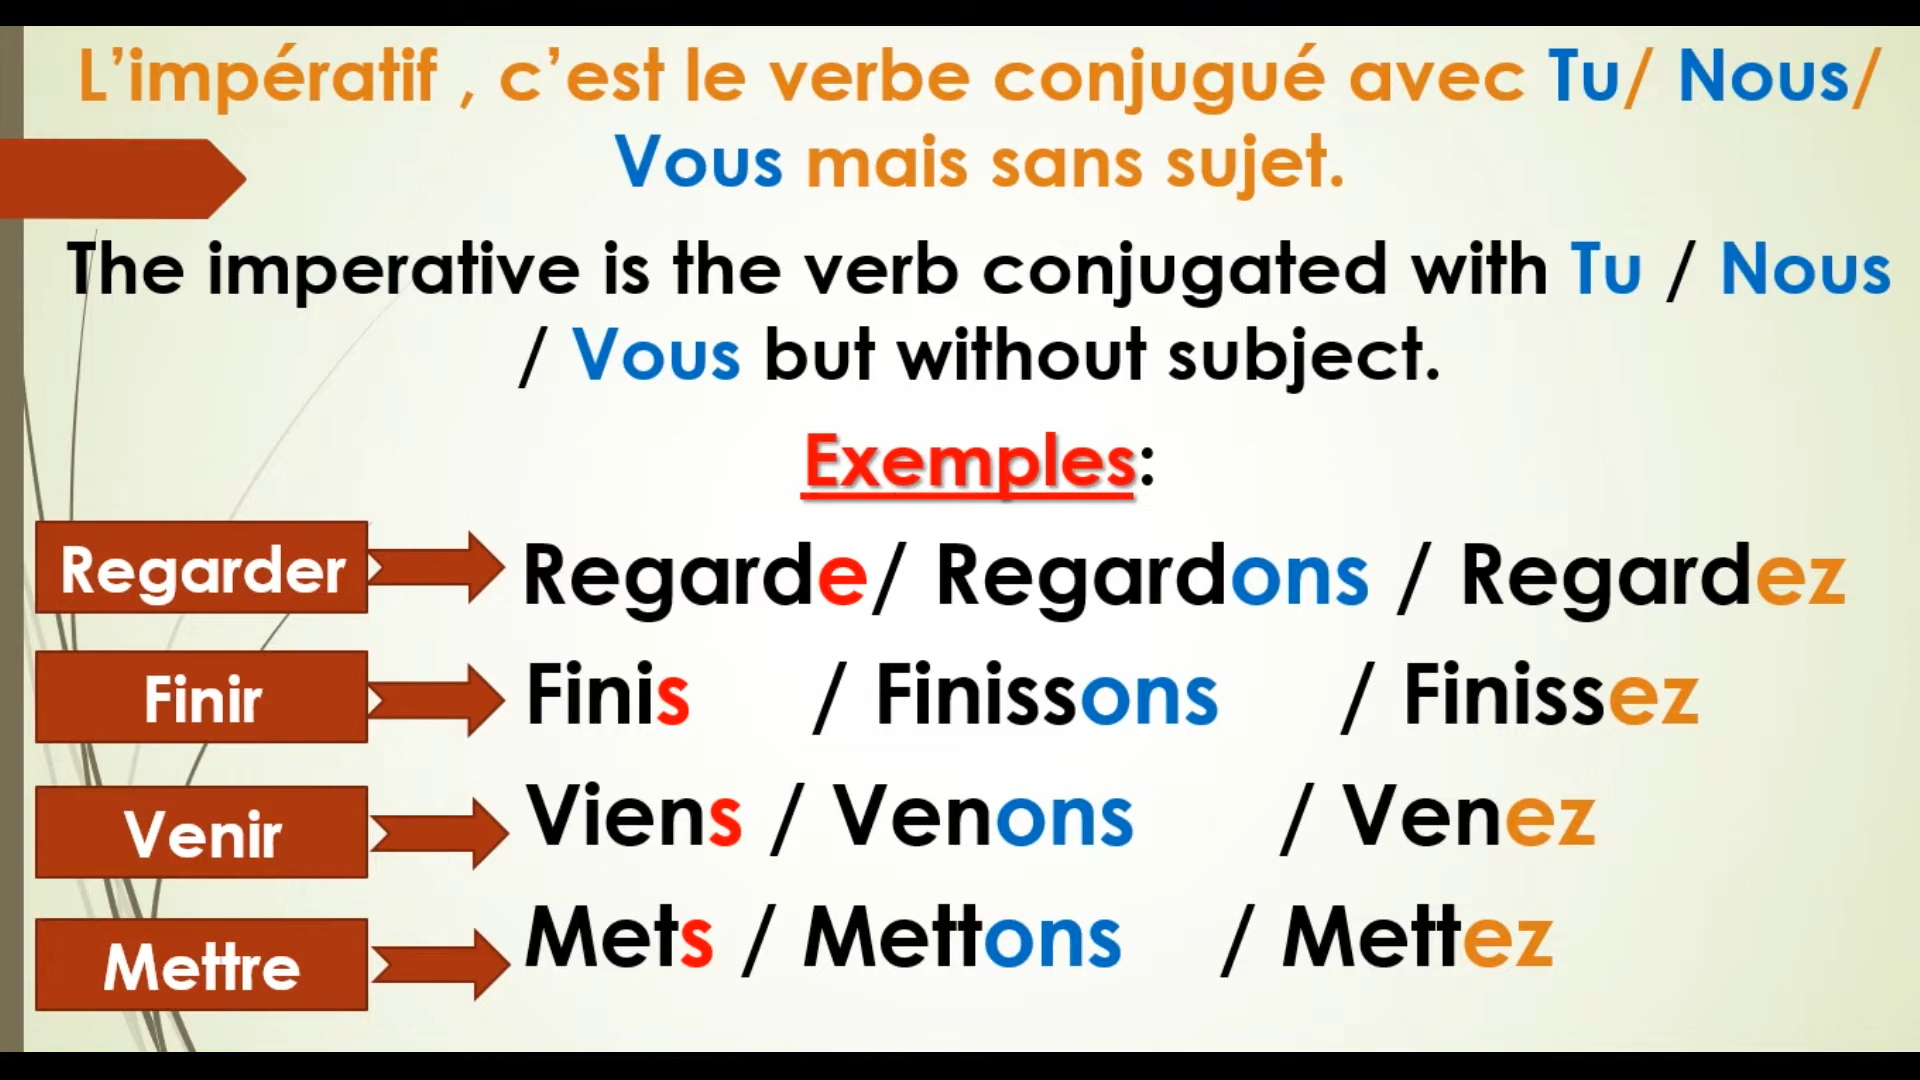 L’impératif , c’est le verbe conjugué avec Tu/ Nous/
Vous mais sans sujet.
The imperative is the verb conjugated with Tu / Nous
/ Vous but without subject.
Exemples:
Regarder Regarde/ Regardons / Regardez
Finir Finis / Finissons / Finissez
Venir Viens / Venons / Venez
Mettre Mets / Mettons / Mettez